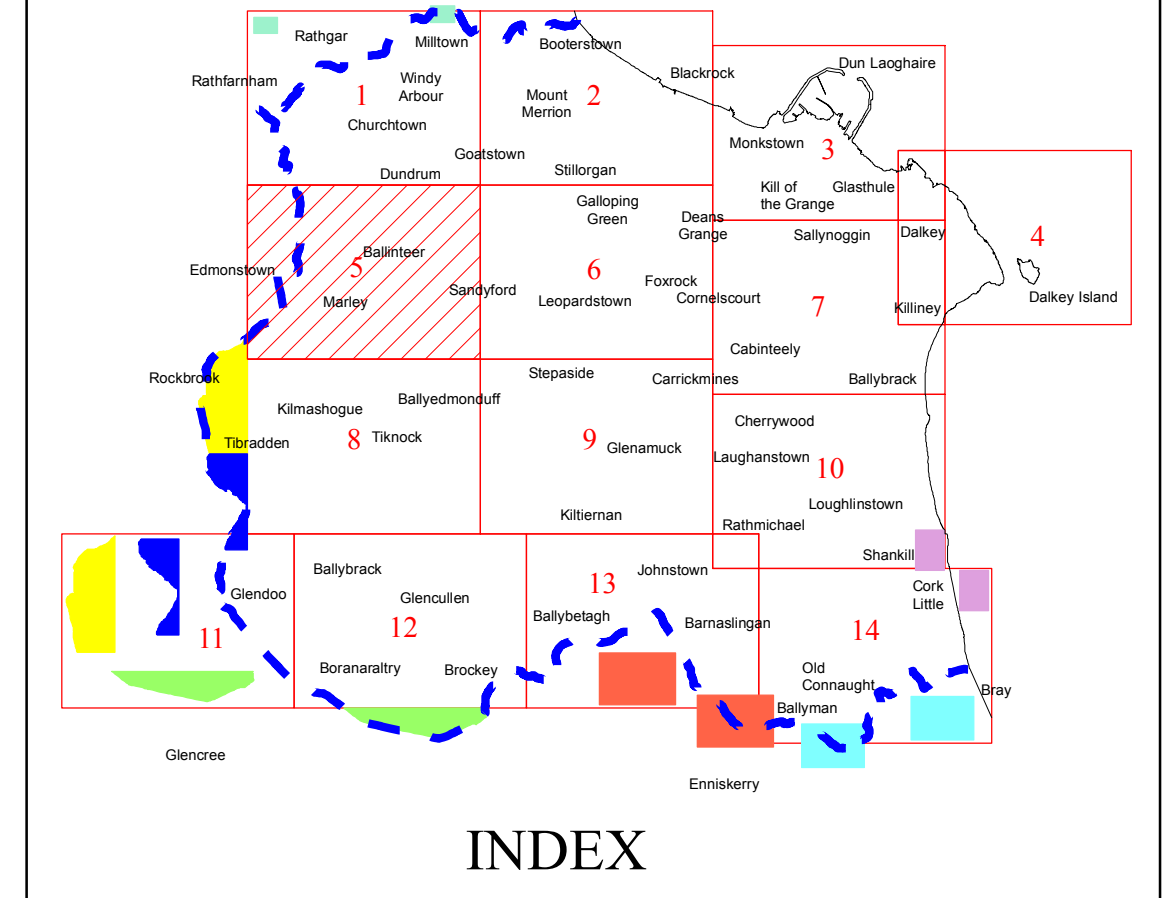 Rathgar
Milltown
Booterstown
Rathfarnham
Windy
Arbour
1
Churchtown
Mount
Merrion
2
Blackrock
Dun Laoghaire
Goatstown
Dundrum
Stillorgan
Monkstown
3
Kill of
the Grange
Glasthule
Galloping
Green
Deans
Grange
Sallynoggin
Dalkey
4
Dalkey Island
Edmonstown
Ballinteer
5
Marley
Sandyford
6
Leopardstown
Foxrock
Cornelscourt
7
Killiney
Cabinteely
Ballybrack
Rockbrook
Stepaside
Carrickmines
Kilmashogue
Ballyedmonduff
Tibradden
8
Tiknock
9
Glenamuck
Cherrywood
Laughanstown
10
Loughlinstown
Kiltiernan
Rathmichael
Shankill
Cork
Little
Glendoo
11
Ballybrack
Glencullen
12
Boranaraltry
Brockey
13
Johnstown
Ballybetagh
Barnaslingan
14
Old
Connaught
Ballyman
Bray
Glencree
Enniskerry
INDEX